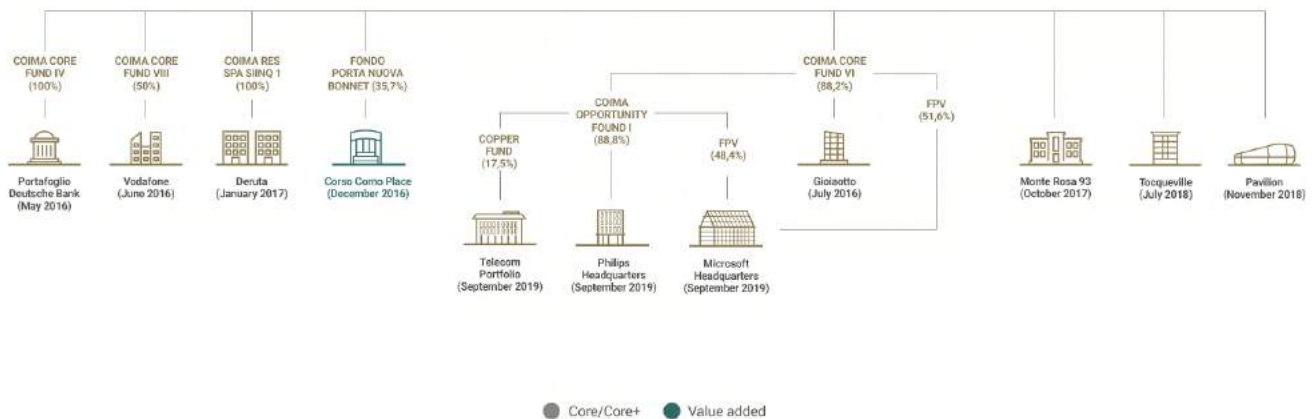 COIMA CORE
FUND IV
(100%)
COIMA CORE
FUND VIII
(50%)
COIMA RES
SPA SIINQ 1
(100%)
FONDO
PORTA NUOVA
BONNET (35,7%)
COIMA CORE
FUND VI
(88,2%)
COIMA
OPPORTUNITY
FOUND I
(88,8%)
FPV
(51,6%)
COPPER
FUND
(17,5%)
FPV
(48,4%)
Portafoglio
Deutsche Bank
(May 2016)
Vodafone
(June 2016)
Deruta
(January 2017)
Corso Como Place
(December 2016)
Gioiaotto
(July 2016)
Monte Rosa 93
(October 2017)
Tocqueville
(July 2018)
Pavilion
(November 2018)
Telecom
Portfolio
(September 2019)
Philips
Headquarters
(September 2019)
Microsoft
Headquarters
(September 2019)
Core/Core+
Value added